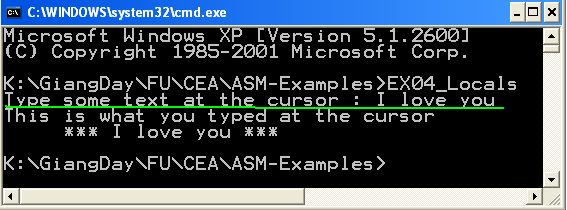 C:\WINDOWS\system32\cmd.exe
Microsoft Windows XP [Version 5.1.2600]
(C) Copyright 1985-2001 Microsoft Corp.
K:\GiangDay\FU\CEA\ASM-Examples>EX04_Locals
Type some text at the cursor : I love you
This is what you typed at the cursor
*** I love you ***
K:\GiangDay\FU\CEA\ASM-Examples>